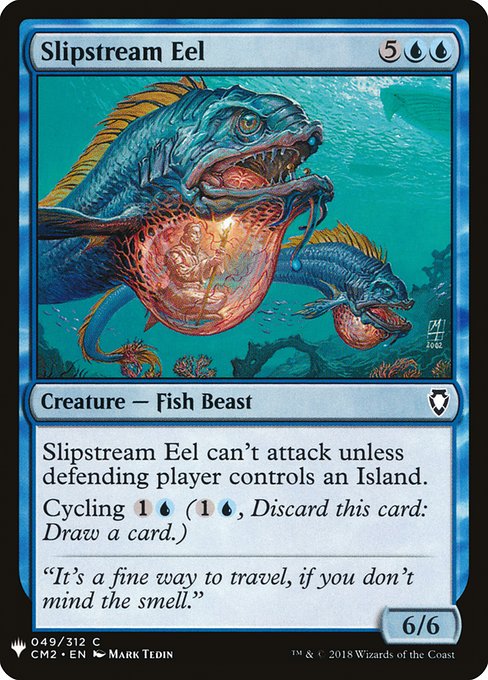 Slipstream Eel 5
M
2002
Creature — Fish Beast
Slipstream Eel can't attack unless
defending player controls an Island.
Cycling 1 (1, Discard this card:
Draw a card.)
"It's a fine way to travel, if you don't
mind the smell."
6/6
049/312 C
CM2 • EN Mark Tedin
™ & © 2018 Wizards of the Coast